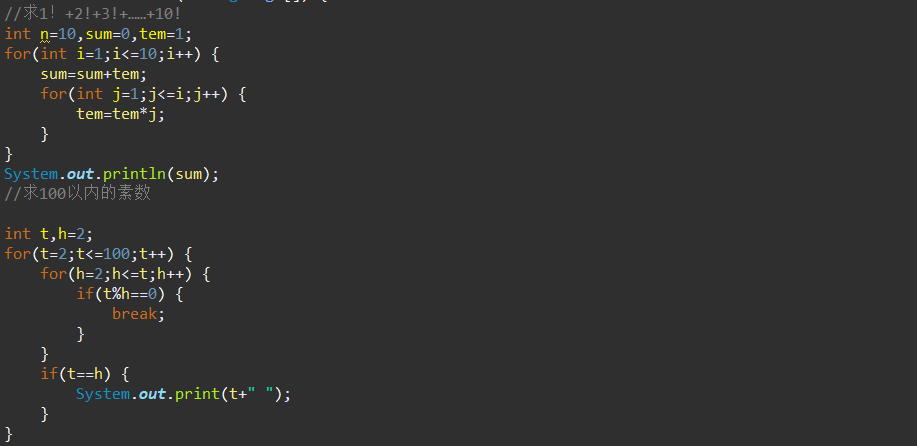 //求1! +2!+3!+……+10!
int n=10,sum=0,tem=1;
for(int i=1;i<=10;i++) {
sum=sum+tem;
for(int j=1;j<=i;j++) {
tem=tem*j;
}
}
System.out.println(sum);
//求100以内的素数
int t,h=2;
for(t=2;t<=100;t++) {
for(h=2;h<=t;h++) {
if(t%h==0) {
break;
}
}
if(t==h) {
System.out.print(t+" ");
}
}